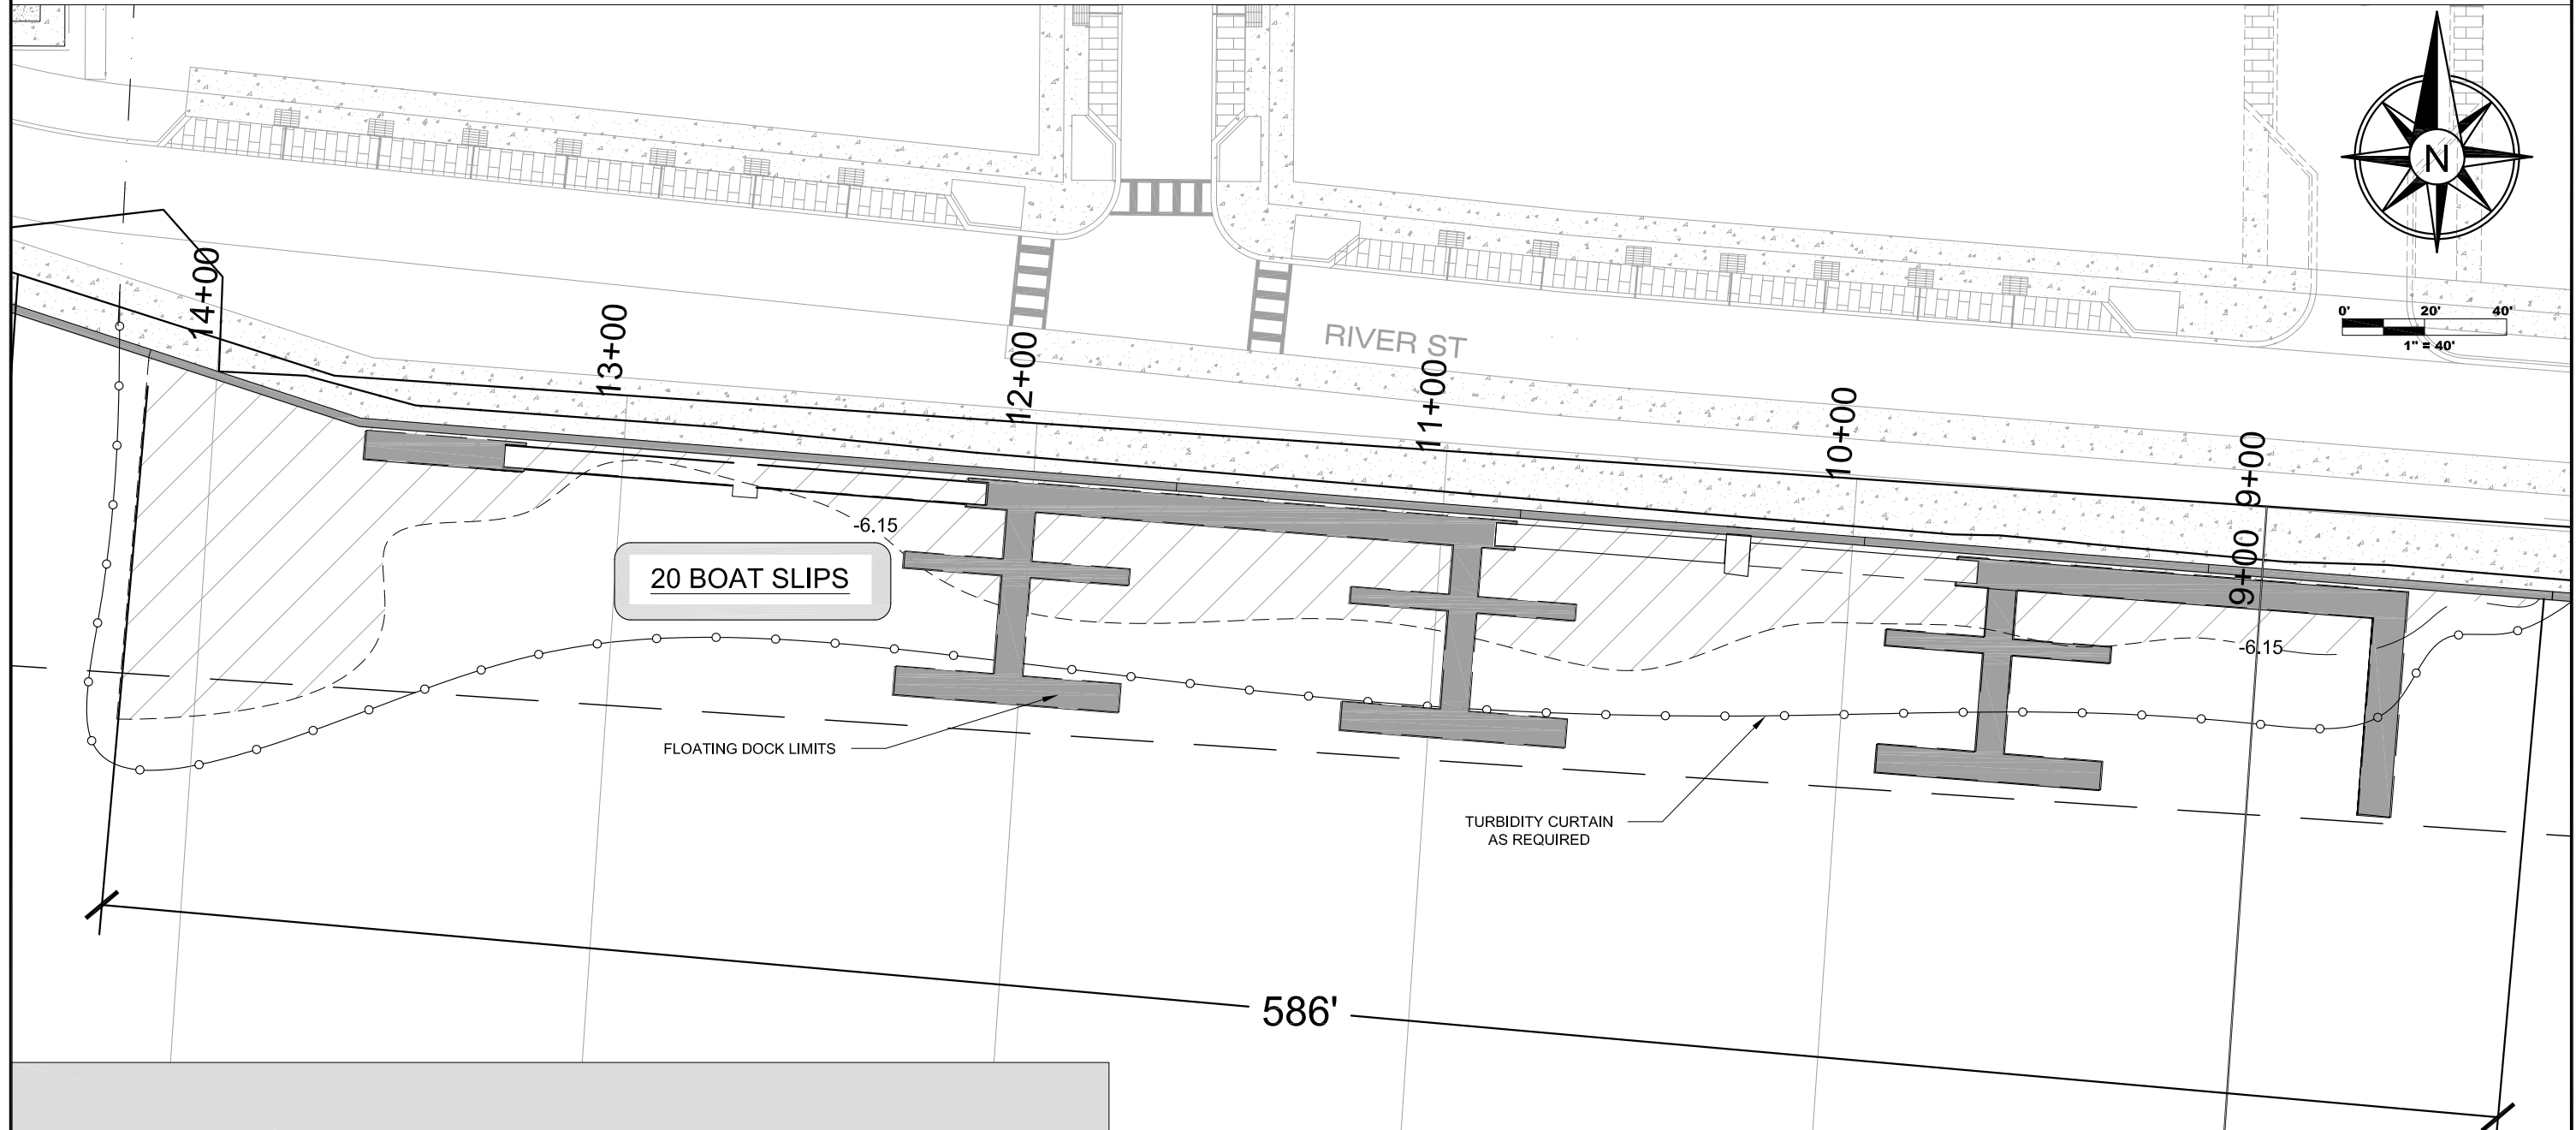 N
14+00
13+00
12+00
11+00
10+00
9+00
9+00
RIVER ST
0' 20' 40'
1" = 40'
-6.15
20 BOAT SLIPS
-6.15
FLOATING DOCK LIMITS
TURBIDITY CURTAIN
AS REQUIRED
586'